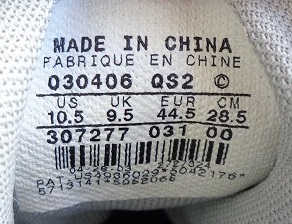 MADE IN CHINA
FABRIQUE EN CHINE
030406 QS2 ©
US UK EUR CM
10.5 9.5 44.5 28.5
307277 031 00